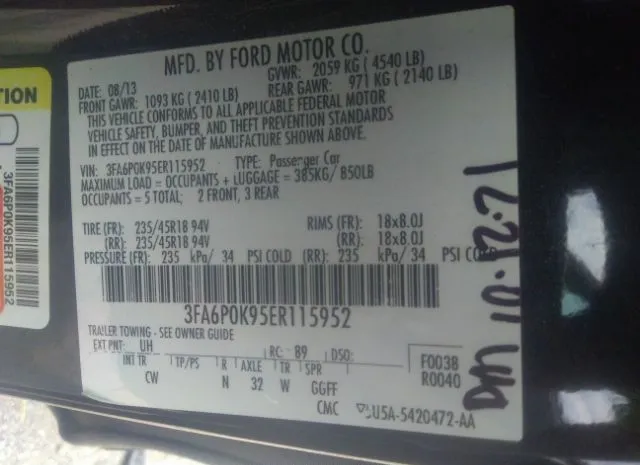 MFD. BY FORD MOTOR CO.
DATE: 08/13 GVWR: 2059 KG (4540 LB)
FRONT GAWR: 1093 KG (2410 LB) REAR GAWR: 971 KG (2140 LB)
THIS VEHICLE CONFORMS TO ALL APPLICABLE FEDERAL MOTOR
VEHICLE SAFETY, BUMPER, AND THEFT PREVENTION STANDARDS
IN EFFECT ON THE DATE OF MANUFACTURE SHOWN ABOVE.
VIN: 3FA6P0K95ER115952 TYPE: Passenger Car
MAXIMUM LOAD = OCCUPANTS + LUGGAGE = 385KG/850LB
OCCUPANTS = 5 TOTAL; 2 FRONT, 3 REAR
TIRE (FR): 235/45R18 94V RIMS (FR): 18x8.0J
(RR): 235/45R18 94V (RR): 18x8.0J
PRESSURE (FR): 235 kPa/ 34 PSI COLD (RR): 235 kPa/ 34 PSI COLD
3FA6P0K95ER115952
TRAILER TOWING - SEE OWNER GUIDE
EXT PNT: UH RC: 89 DSO: F0038
INT TR TP/PS R AXLE TR SPR R0040
CW N 32 W GGFF
CMC 5U5A-5420472-AA
TION
3FA6P0K95ER115952